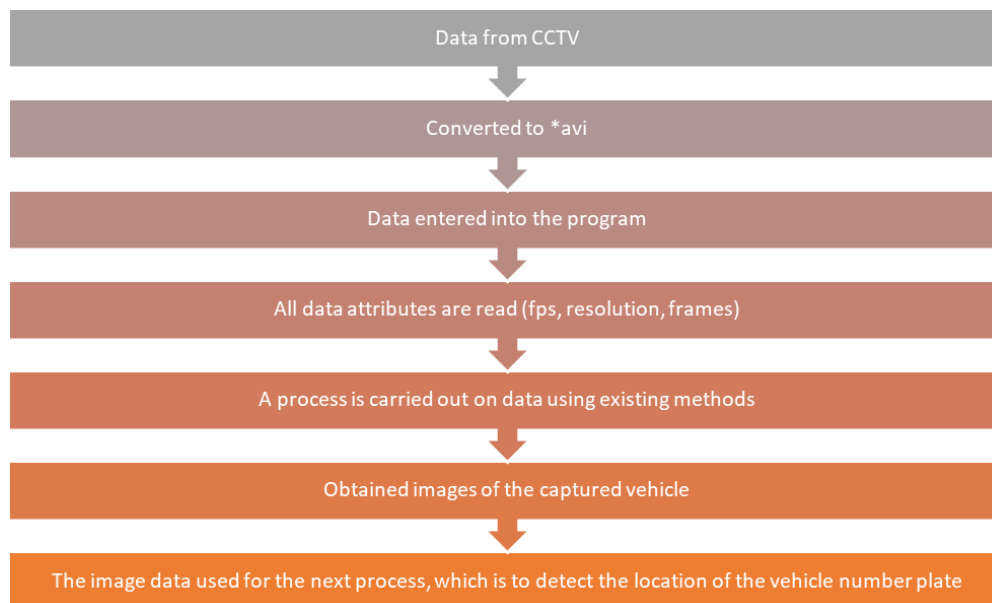 Data from CCTV
Converted to *avi
Data entered into the program
All data attributes are read (fps, resolution, frames)
A process is carried out on data using existing methods
Obtained images of the captured vehicle
The image data used for the next process, which is to detect the location of the vehicle number plate